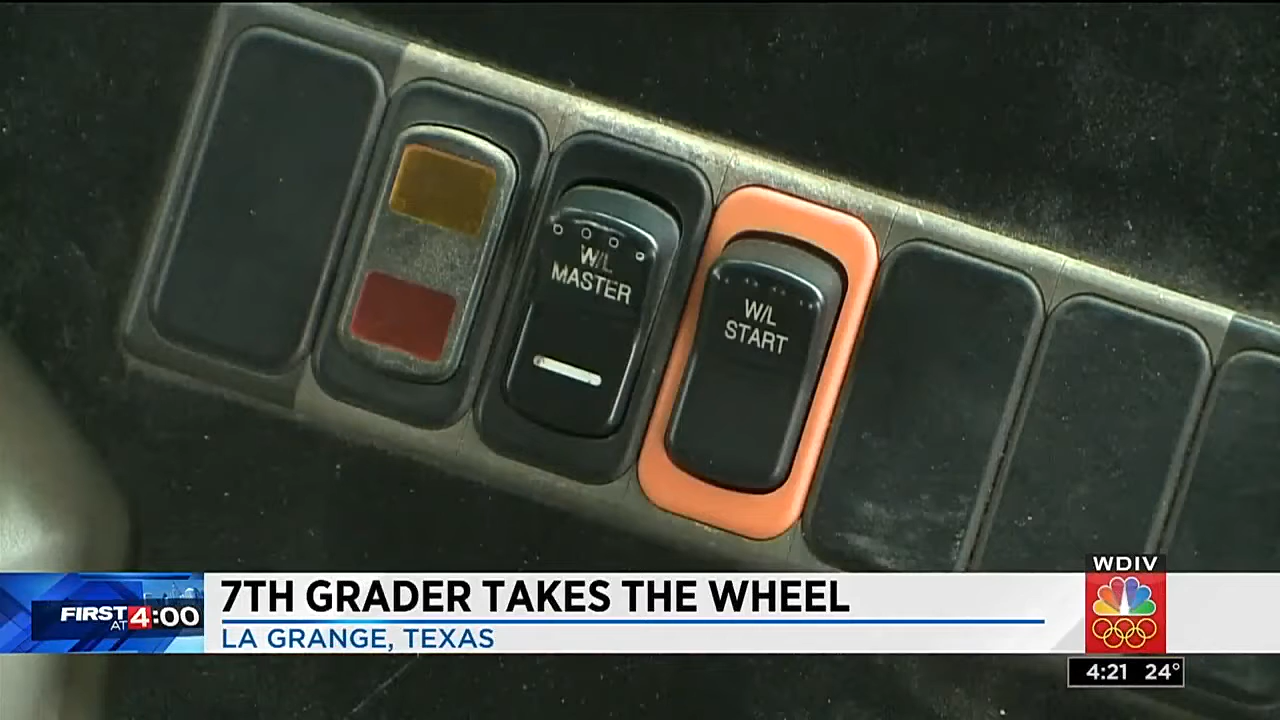 W/L
MASTER
W/L
START
FIRST
AT 4:00
7TH GRADER TAKES THE WHEEL
LA GRANGE, TEXAS
WDIV
4:21 24°